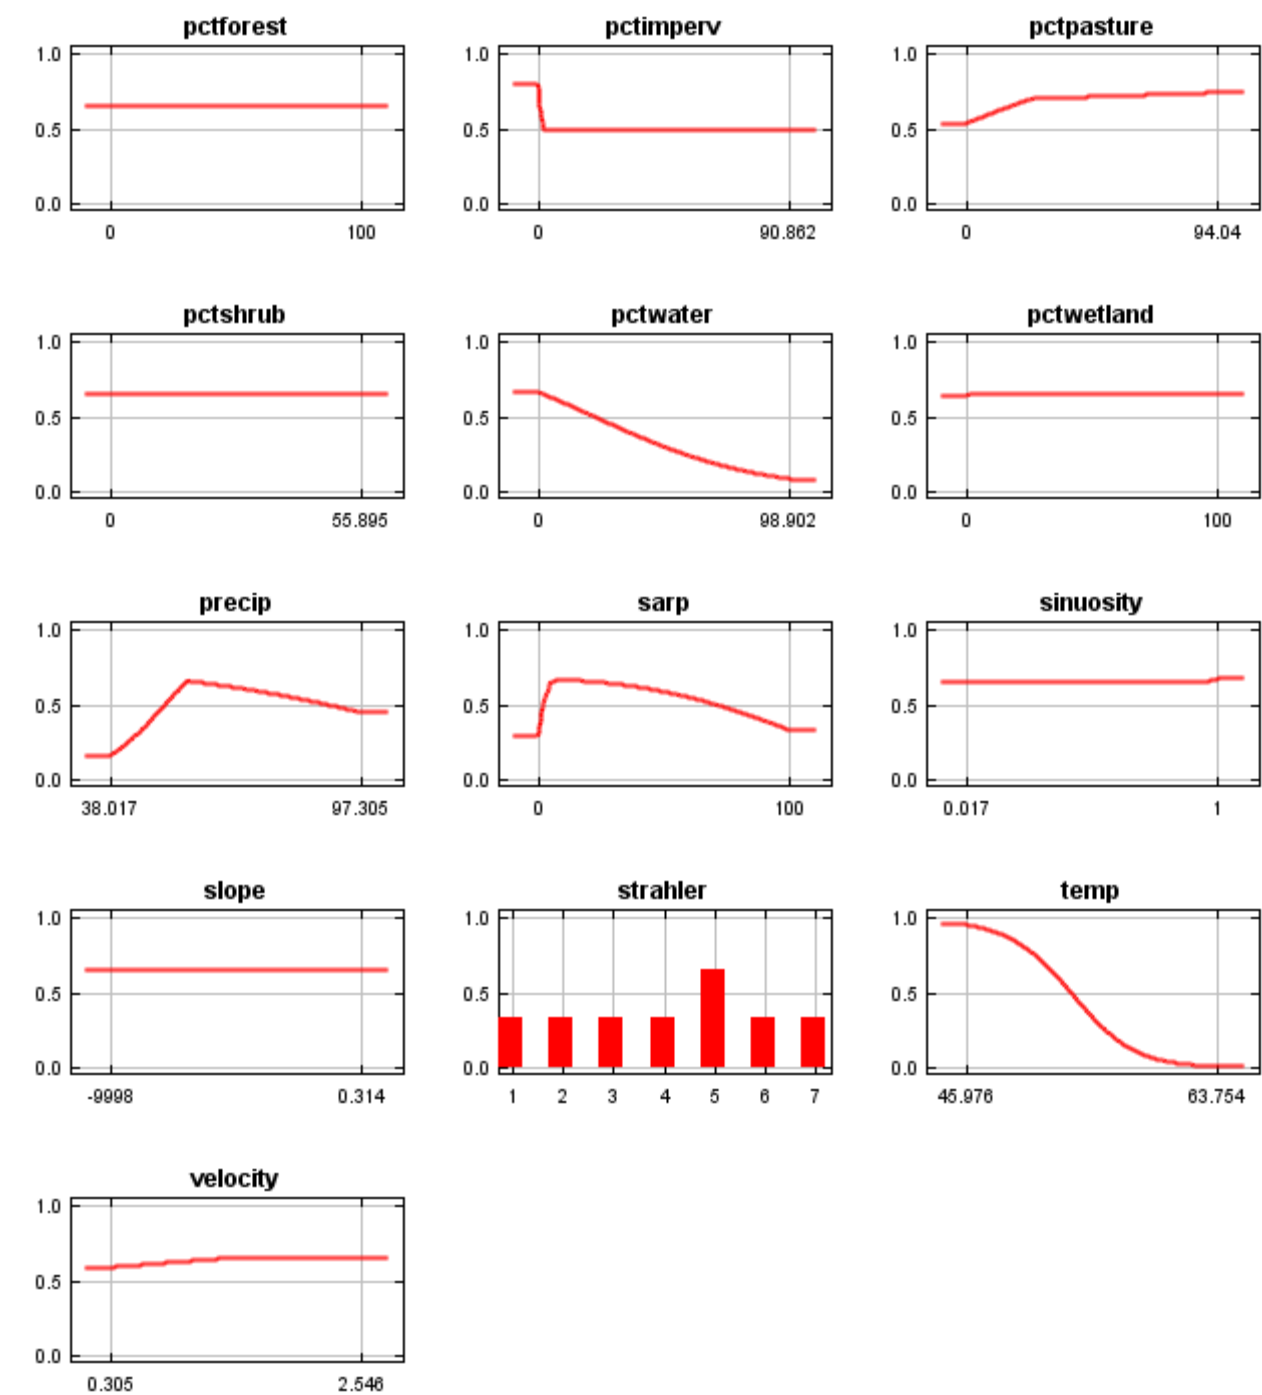 pctforest pctimperv pctpasture
1.0 1.0 1.0
0.5 0.5 0.5
0.0 0.0 0.0
0 100 0 90.862 0 94.04
pctshrub pctwater pctwetland
1.0 1.0 1.0
0.5 0.5 0.5
0.0 0.0 0.0
0 55.895 0 98.902 0 100
precip sarp sinuosity
1.0 1.0 1.0
0.5 0.5 0.5
0.0 0.0 0.0
38.017 97.305 0 100 0.017 1
slope strahler temp
1.0 1.0 1.0
0.5 0.5 0.5
0.0 0.0 0.0
-9998 0.314 1 2 3 4 5 6 7 45.976 63.754
velocity
1.0
0.5
0.0
0.305 2.546